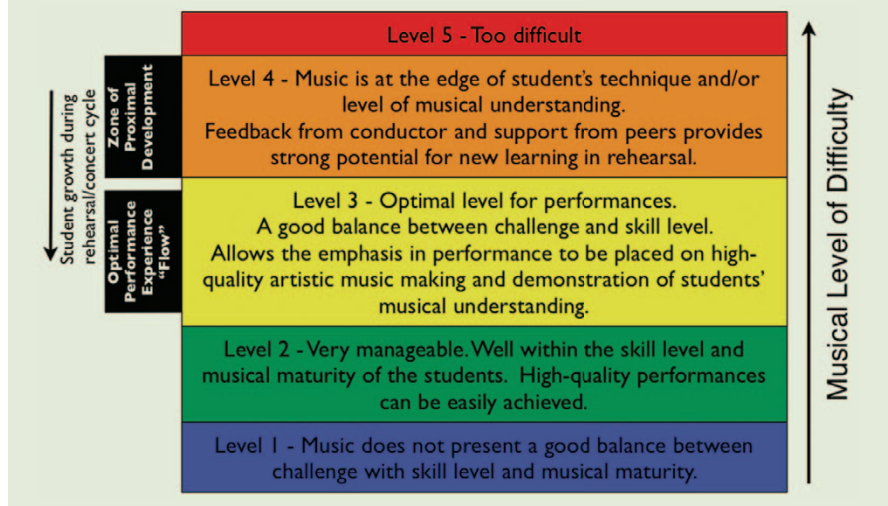 Level 5 - Too difficult
Level 4 - Music is at the edge of student's technique and/or
level of musical understanding.
Feedback from conductor and support from peers provides
strong potential for new learning in rehearsal.
Level 3 - Optimal level for performances.
A good balance between challenge and skill level.
Allows the emphasis in performance to be placed on high-
quality artistic music making and demonstration of students'
musical understanding.
Level 2 - Very manageable. Well within the skill level and
musical maturity of the students. High-quality performances
can be easily achieved.
Level 1 - Music does not present a good balance between
challenge with skill level and musical maturity.
Student growth during
rehearsal/concert cycle
Zone of
Proximal
Development
Optimal
Performance
Experience
"Flow"
Musical Level of Difficulty